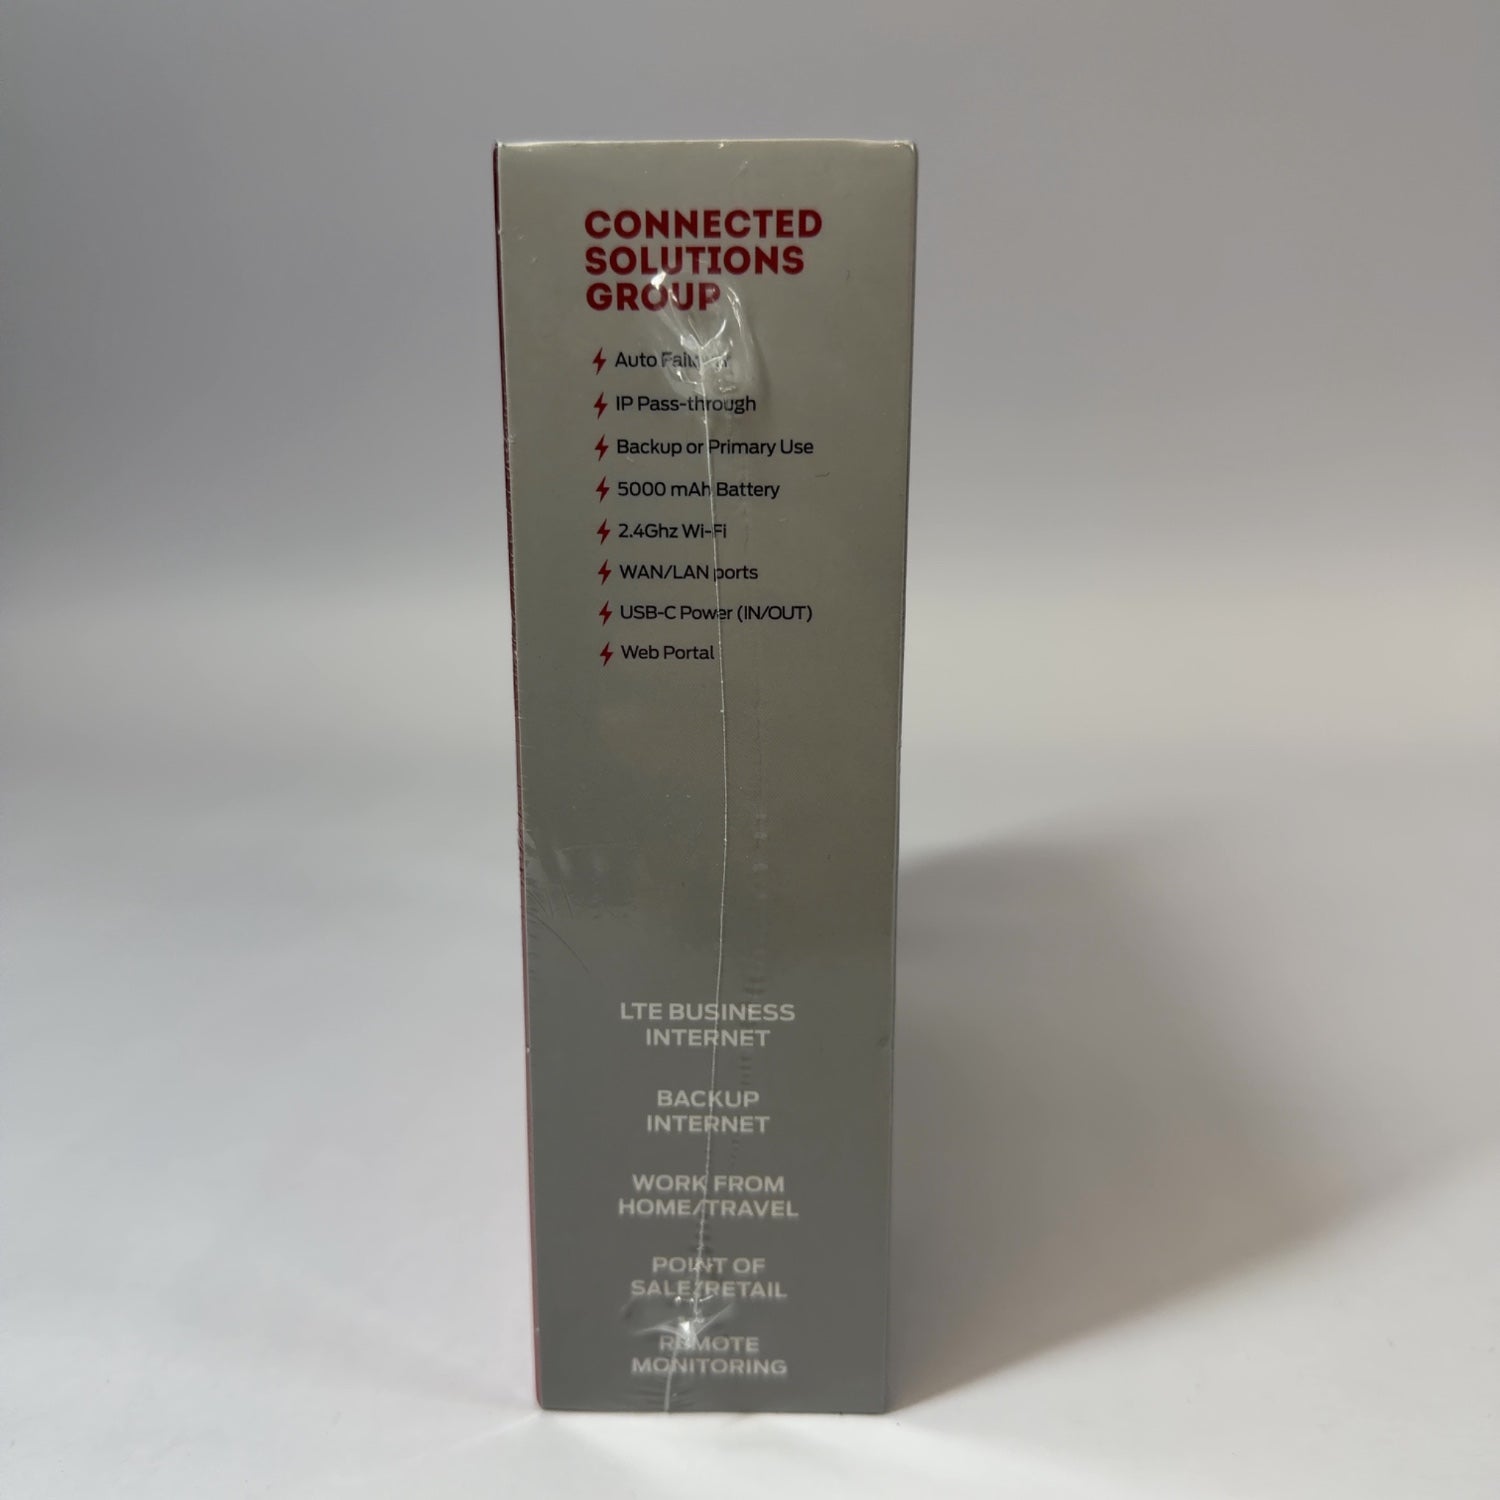 CONNECTED
SOLUTIONS
GROUP
Auto
IP Pass-through
Backup or Primary Use
5000 mAh Battery
2.4Ghz Wi-Fi
WAN/LAN ports
USB-C Power (IN/OUT)
Web Portal
LTE BUSINESS
INTERNET
BACKUP
INTERNET
WORK FROM
HOME/TRAVEL
POINT OF
SALE/RETAIL
REMOTE
MONITORING